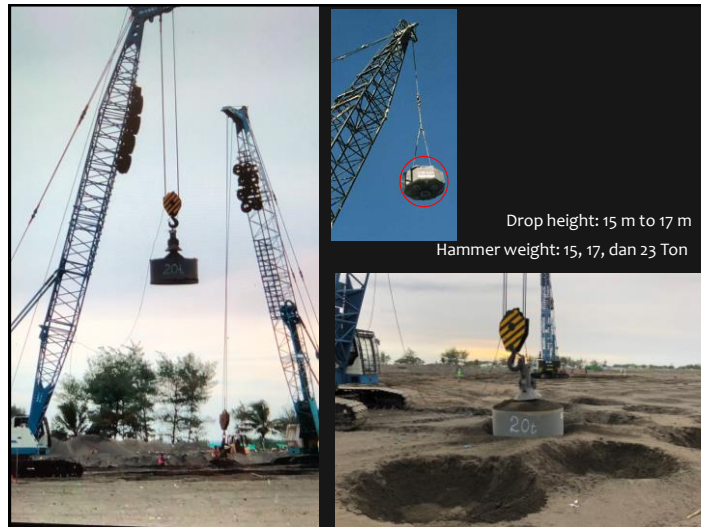 20t
Drop height: 15 m to 17 m
Hammer weight: 15, 17, dan 23 Ton
20t